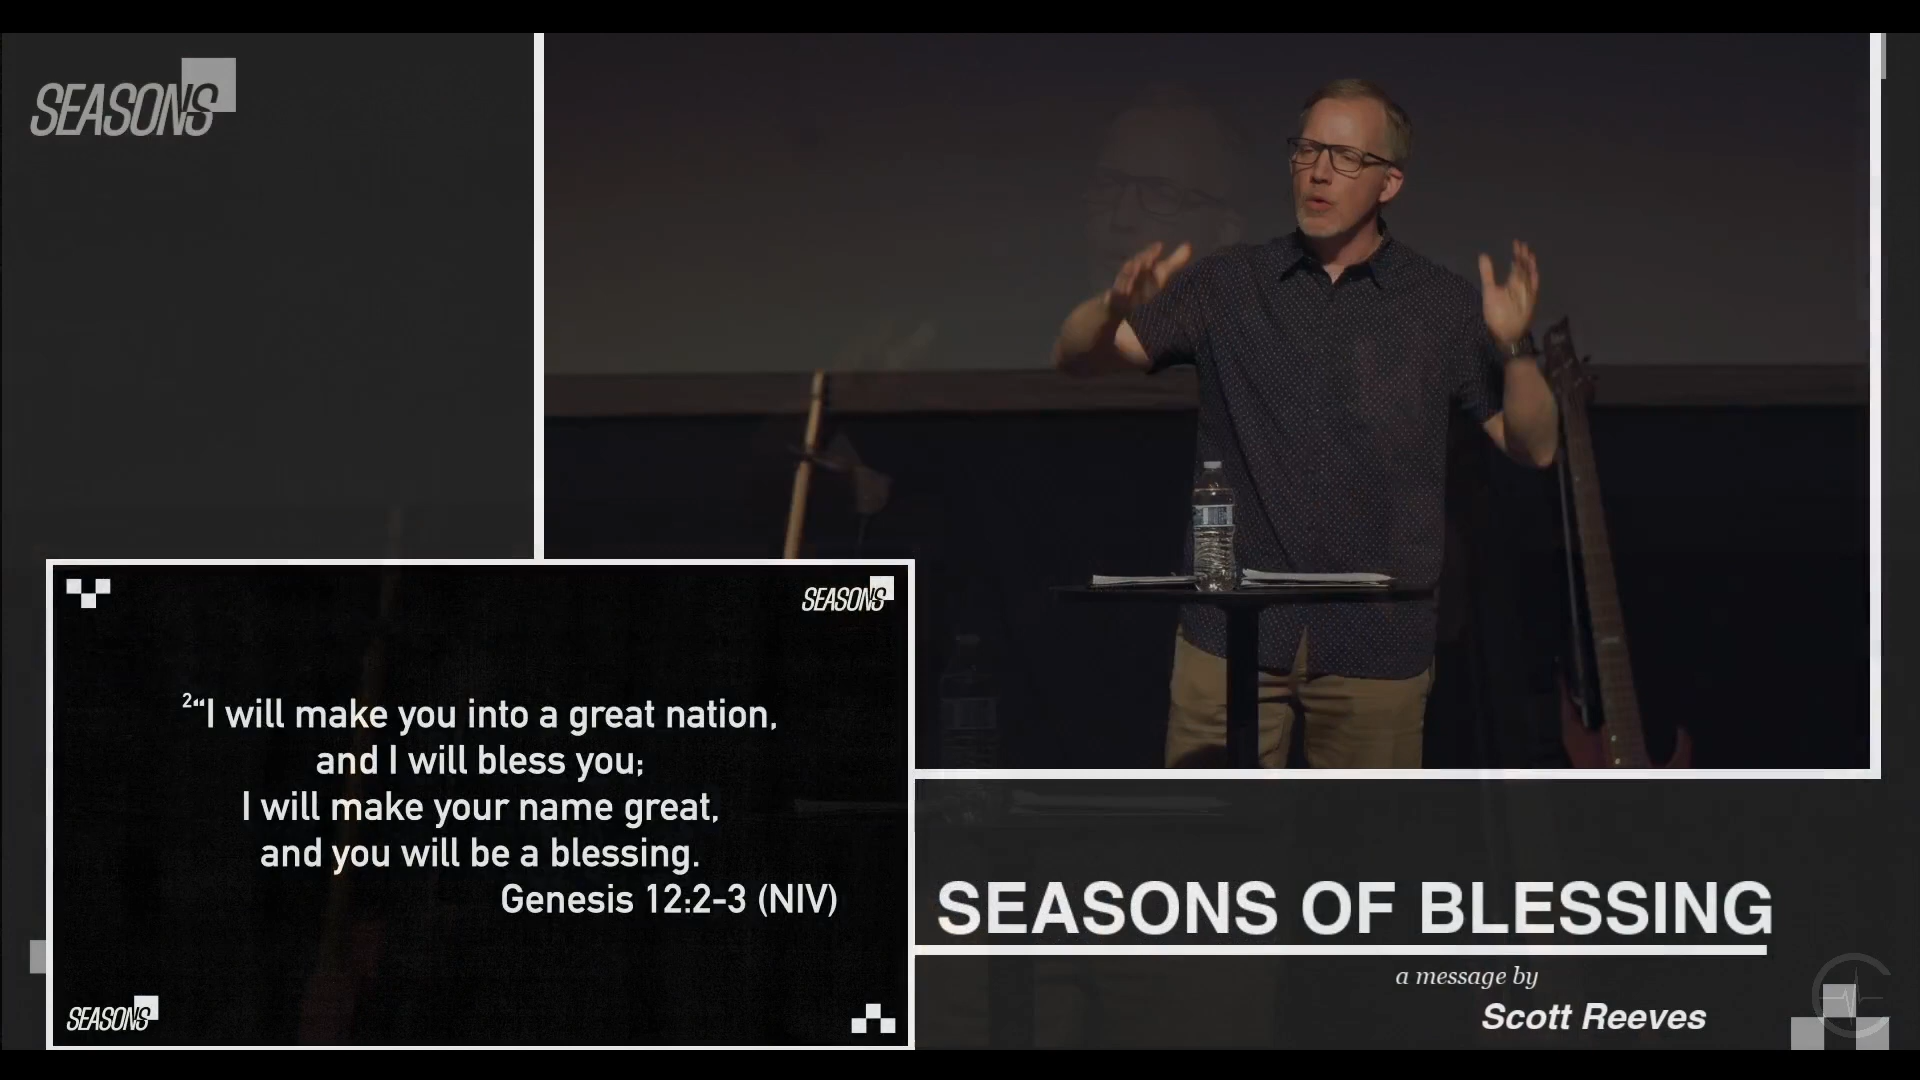 SEASONS
SEASONS
2“I will make you into a great nation,
and I will bless you;
I will make your name great,
and you will be a blessing.
Genesis 12:2-3 (NIV)
SEASONS
SEASONS OF BLESSING
a message by
Scott Reeves